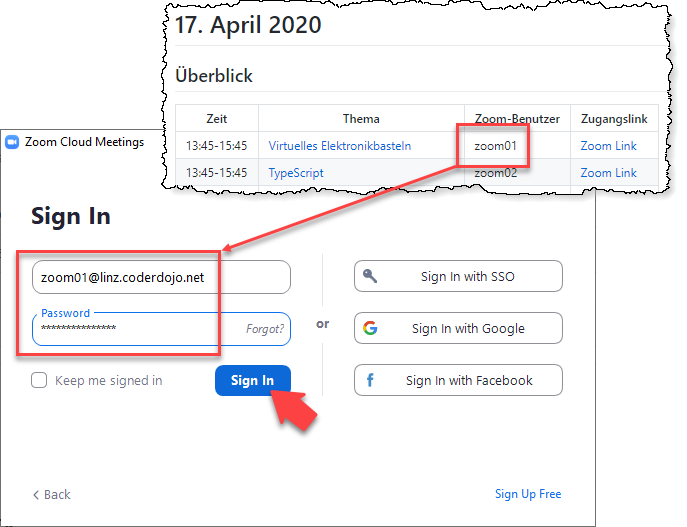 17. April 2020
Überblick
Zeit Thema Zoom-Benutzer Zugangslink
13:45-15:45 Virtuelles Elektronikbasteln zoom01 Zoom Link
13:45-15:45 TypeScript zoom02 Zoom Link
Zoom Cloud Meetings
Sign In
zoom01@linz.coderdojo.net
Password
*************** Forgot?
Keep me signed in Sign In
or
Sign In with SSO
Sign In with Google
Sign In with Facebook
Back Sign Up Free